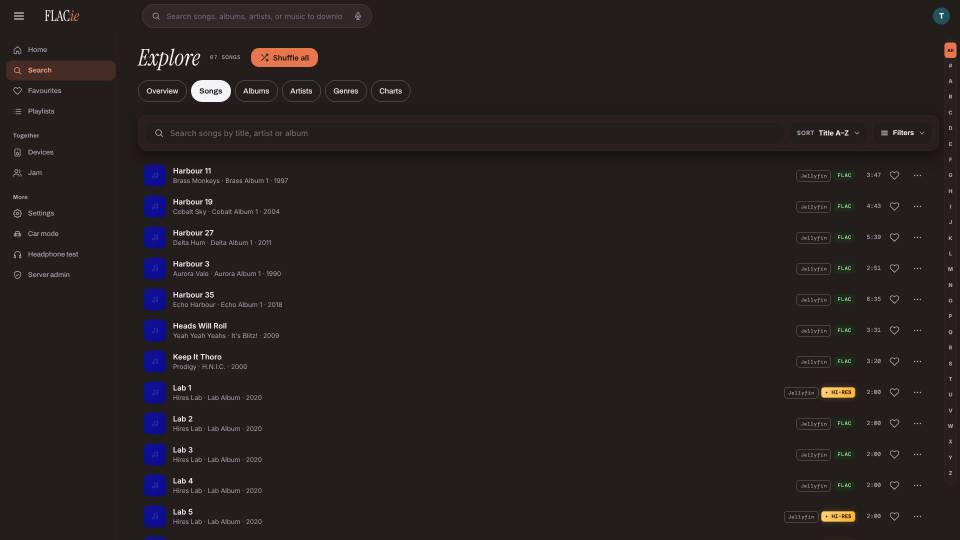 FLACie
Search songs, albums, artists, or music to downlo
T
Home
Search
Favourites
Playlists
Together
Devices
Jam
More
Settings
Car mode
Headphone test
Server admin
Explore 67 SONGS Shuffle all
Overview Songs Albums Artists Genres Charts
Search songs by title, artist or album SORT Title A–Z Filters
Harbour 11
Brass Monkeys · Brass Album 1 · 1997
Jellyfin FLAC 3:47
Harbour 19
Cobalt Sky · Cobalt Album 1 · 2004
Jellyfin FLAC 4:43
Harbour 27
Delta Hum · Delta Album 1 · 2011
Jellyfin FLAC 5:39
Harbour 3
Aurora Vale · Aurora Album 1 · 1990
Jellyfin FLAC 2:51
Harbour 35
Echo Harbour · Echo Album 1 · 2018
Jellyfin FLAC 6:35
Heads Will Roll
Yeah Yeah Yeahs · It's Blitz! · 2009
Jellyfin FLAC 3:31
Keep It Thoro
Prodigy · H.N.I.C. · 2000
Jellyfin FLAC 3:20
Lab 1
Hires Lab · Lab Album · 2020
Jellyfin HI-RES 2:00
Lab 2
Hires Lab · Lab Album · 2020
Jellyfin FLAC 2:00
Lab 3
Hires Lab · Lab Album · 2020
Jellyfin FLAC 2:00
Lab 4
Hires Lab · Lab Album · 2020
Jellyfin FLAC 2:00
Lab 5
Hires Lab · Lab Album · 2020
Jellyfin HI-RES 2:00
All
#
A
B
C
D
E
F
G
H
I
J
K
L
M
N
O
P
Q
R
S
T
U
V
W
X
Y
Z